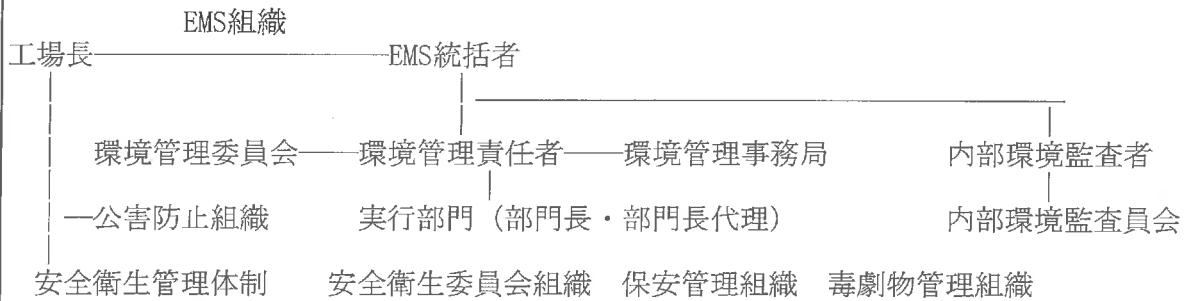 EMS組織
工場長 EMS統括者
環境管理委員会 環境管理責任者 環境管理事務局 内部環境監査者
公害防止組織 実行部門（部門長・部門長代理） 内部環境監査員会
安全衛生管理体制 安全衛生委員会組織 保安管理組織 毒劇物管理組織